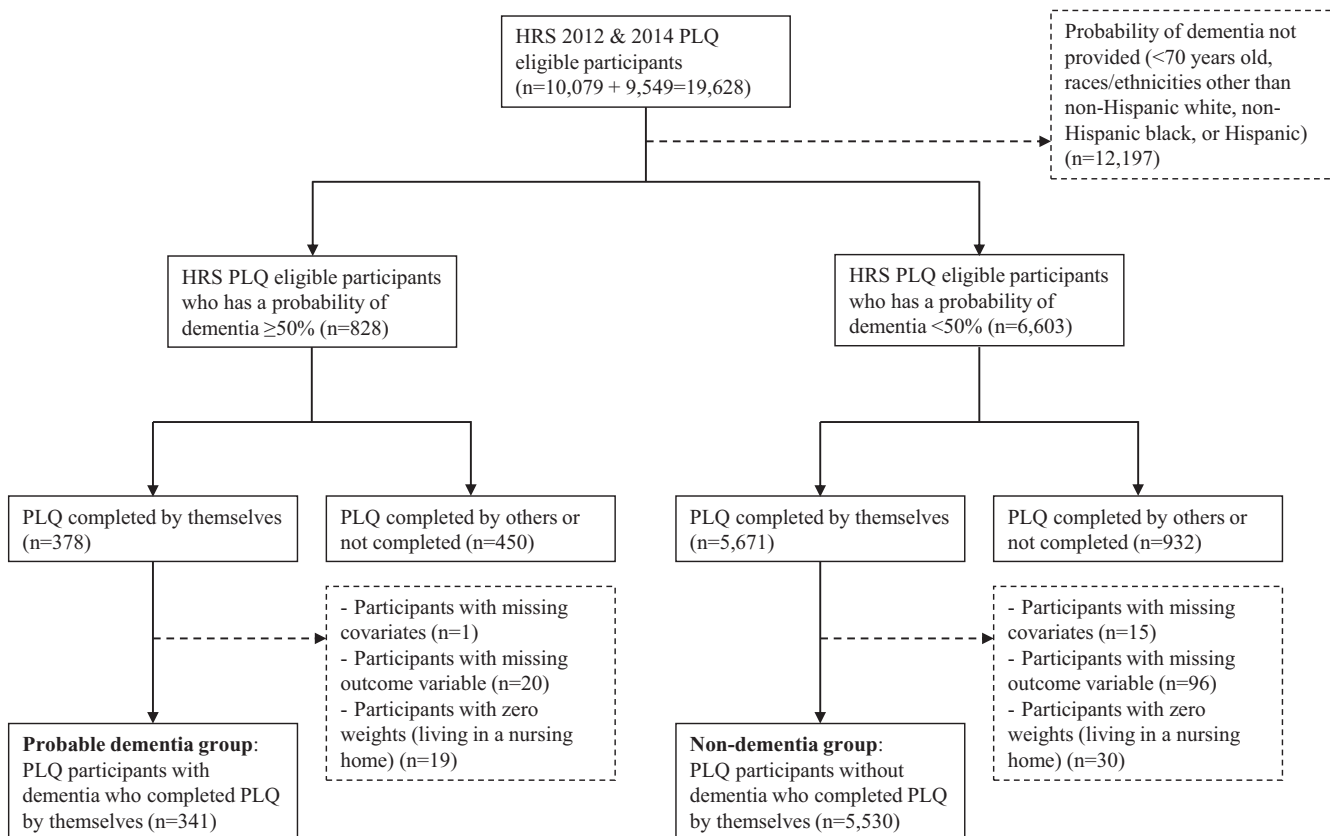 HRS 2012 & 2014 PLQ
eligible participants
(n=10,079 + 9,549=19,628)
Probability of dementia not
provided (<70 years old,
races/ethnicities other than
non-Hispanic white, non-
Hispanic black, or Hispanic)
(n=12,197)
HRS PLQ eligible participants
who has a probability of
dementia ≥50% (n=828)
HRS PLQ eligible participants
who has a probability of
dementia <50% (n=6,603)
PLQ completed by themselves
(n=378)
PLQ completed by others or
not completed (n=450)
PLQ completed by themselves
(n=5,671)
PLQ completed by others or
not completed (n=932)
- Participants with missing
covariates (n=1)
- Participants with missing
outcome variable (n=20)
- Participants with zero
weights (living in a nursing
home) (n=19)
- Participants with missing
covariates (n=15)
- Participants with missing
outcome variable (n=96)
- Participants with zero
weights (living in a nursing
home) (n=30)
Probable dementia group:
PLQ participants with
dementia who completed PLQ
by themselves (n=341)
Non-dementia group:
PLQ participants without
dementia who completed PLQ
by themselves (n=5,530)